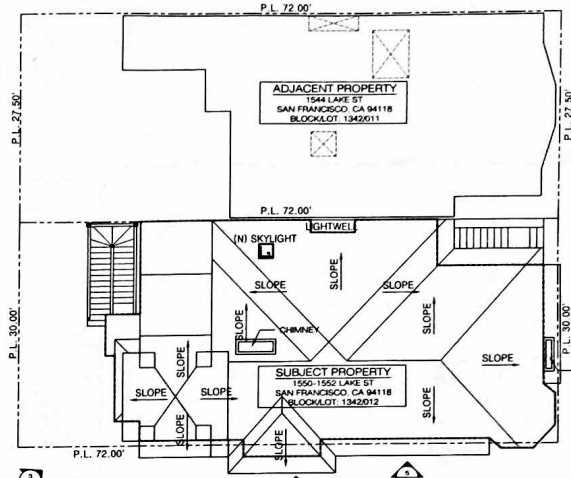 P.L. 72.00'
P.L. 27.50'
P.L. 27.50'
ADJACENT PROPERTY
1544 LAKE ST
SAN FRANCISCO, CA 94118
BLOCK/LOT: 1342/011
P.L. 72.00'
LIGHTWELL
(N) SKYLIGHT
SLOPE
SLOPE
SLOPE
SLOPE
SLOPE
P.L. 30.00'
P.L. 30.00'
CHIMNEY
SLOPE
SLOPE
SUBJECT PROPERTY
1550-1552 LAKE ST
SAN FRANCISCO, CA 94118
BLOCK/LOT: 1342/012
SLOPE
SLOPE
SLOPE
SLOPE
SLOPE
P.L. 72.00'
3
5